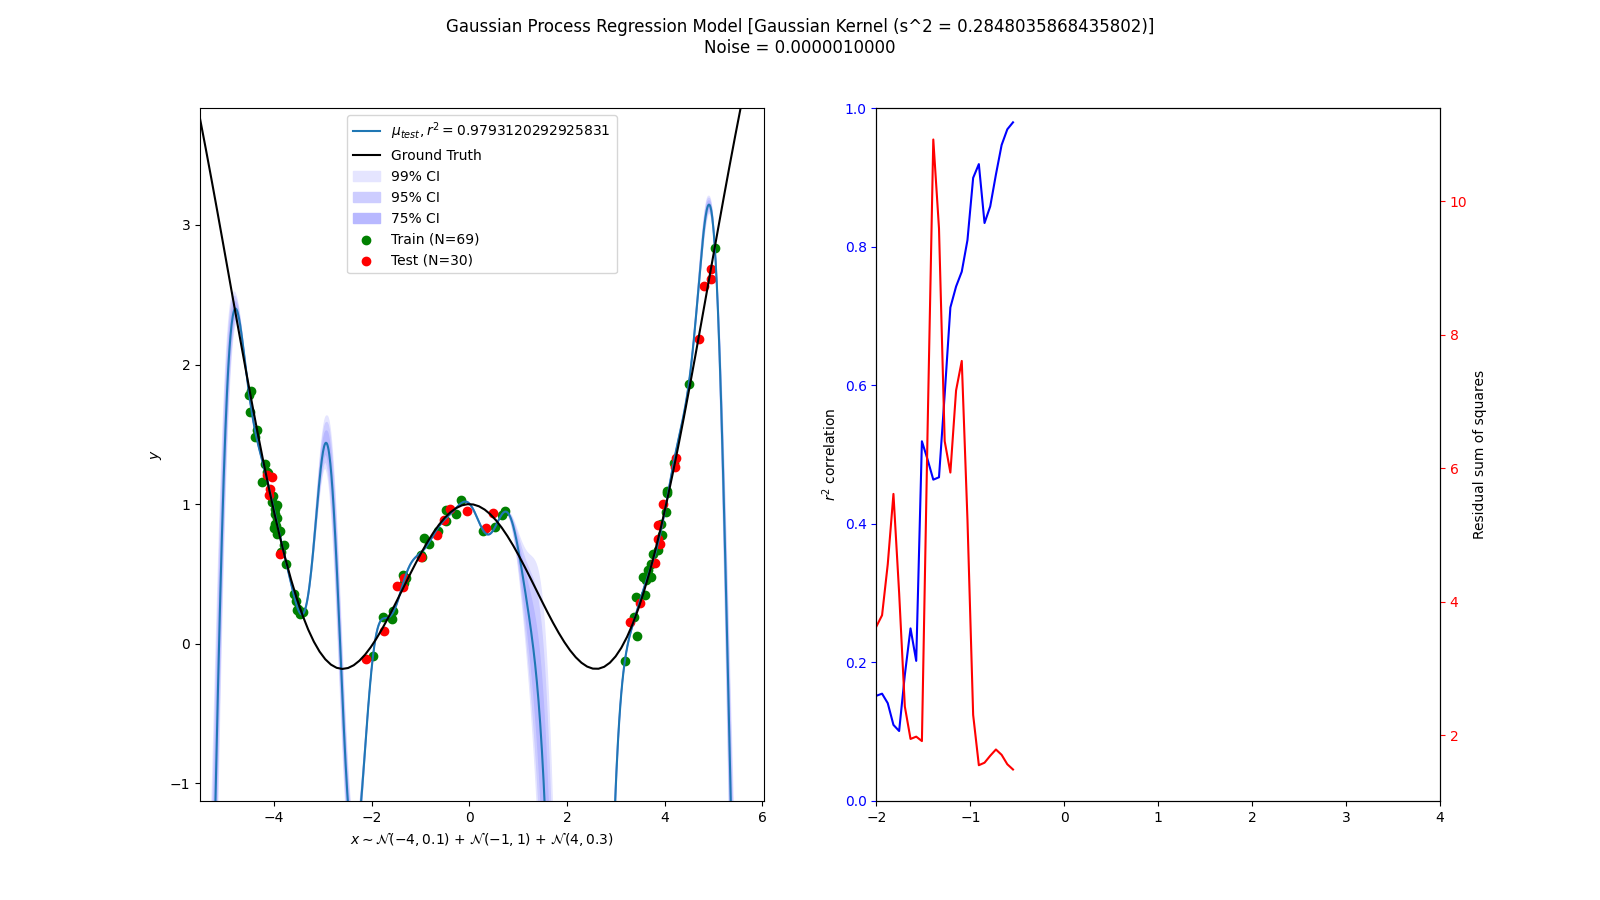 Gaussian Process Regression Model [Gaussian Kernel (s^2 = 0.2848035868435802)]
Noise = 0.0000010000
μ_test, r² = 0.9793120292925831
Ground Truth
99% CI
95% CI
75% CI
Train (N=69)
Test (N=30)
3
2
1
0
−1
y
−4 −2 0 2 4 6
x ~ 𝒩(−4, 0.1) + 𝒩(−1, 1) + 𝒩(4, 0.3)
1.0
0.8
0.6
0.4
0.2
0.0
r² correlation
−2 −1 0 1 2 3 4
10
8
6
4
2
Residual sum of squares